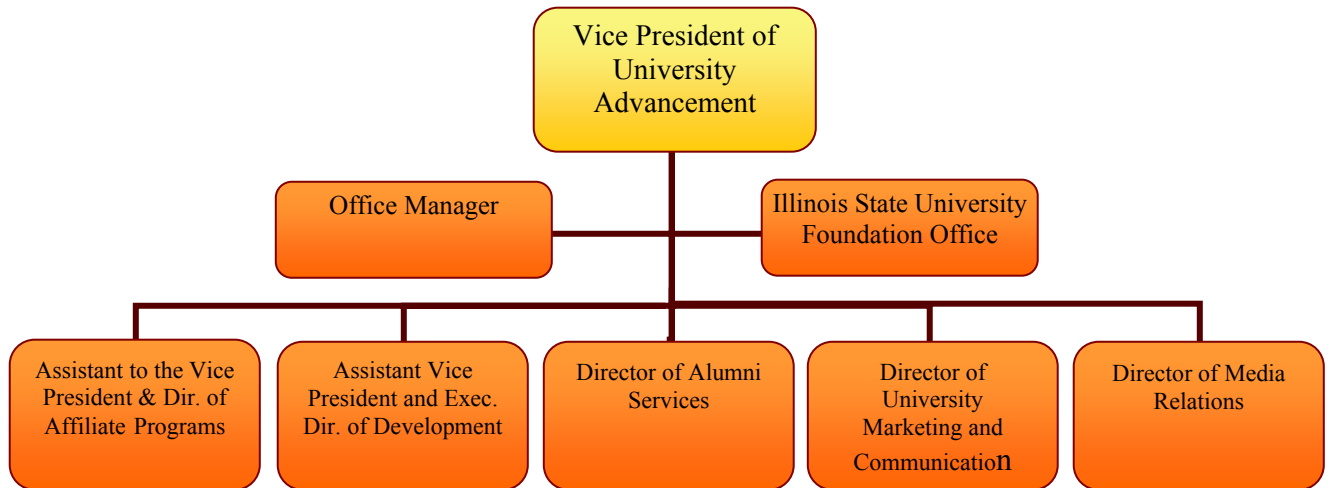 Vice President of
University
Advancement
Office Manager
Illinois State University
Foundation Office
Assistant to the Vice
President & Dir. of
Affiliate Programs
Assistant Vice
President and Exec.
Dir. of Development
Director of Alumni
Services
Director of
University
Marketing and
Communication
Director of Media
Relations